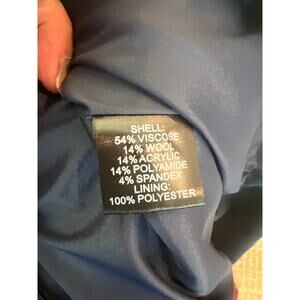 SHELL:
54% VISCOSE
14% WOOL
14% ACRYLIC
14% POLYAMIDE
4% SPANDEX
LINING:
100% POLYESTER